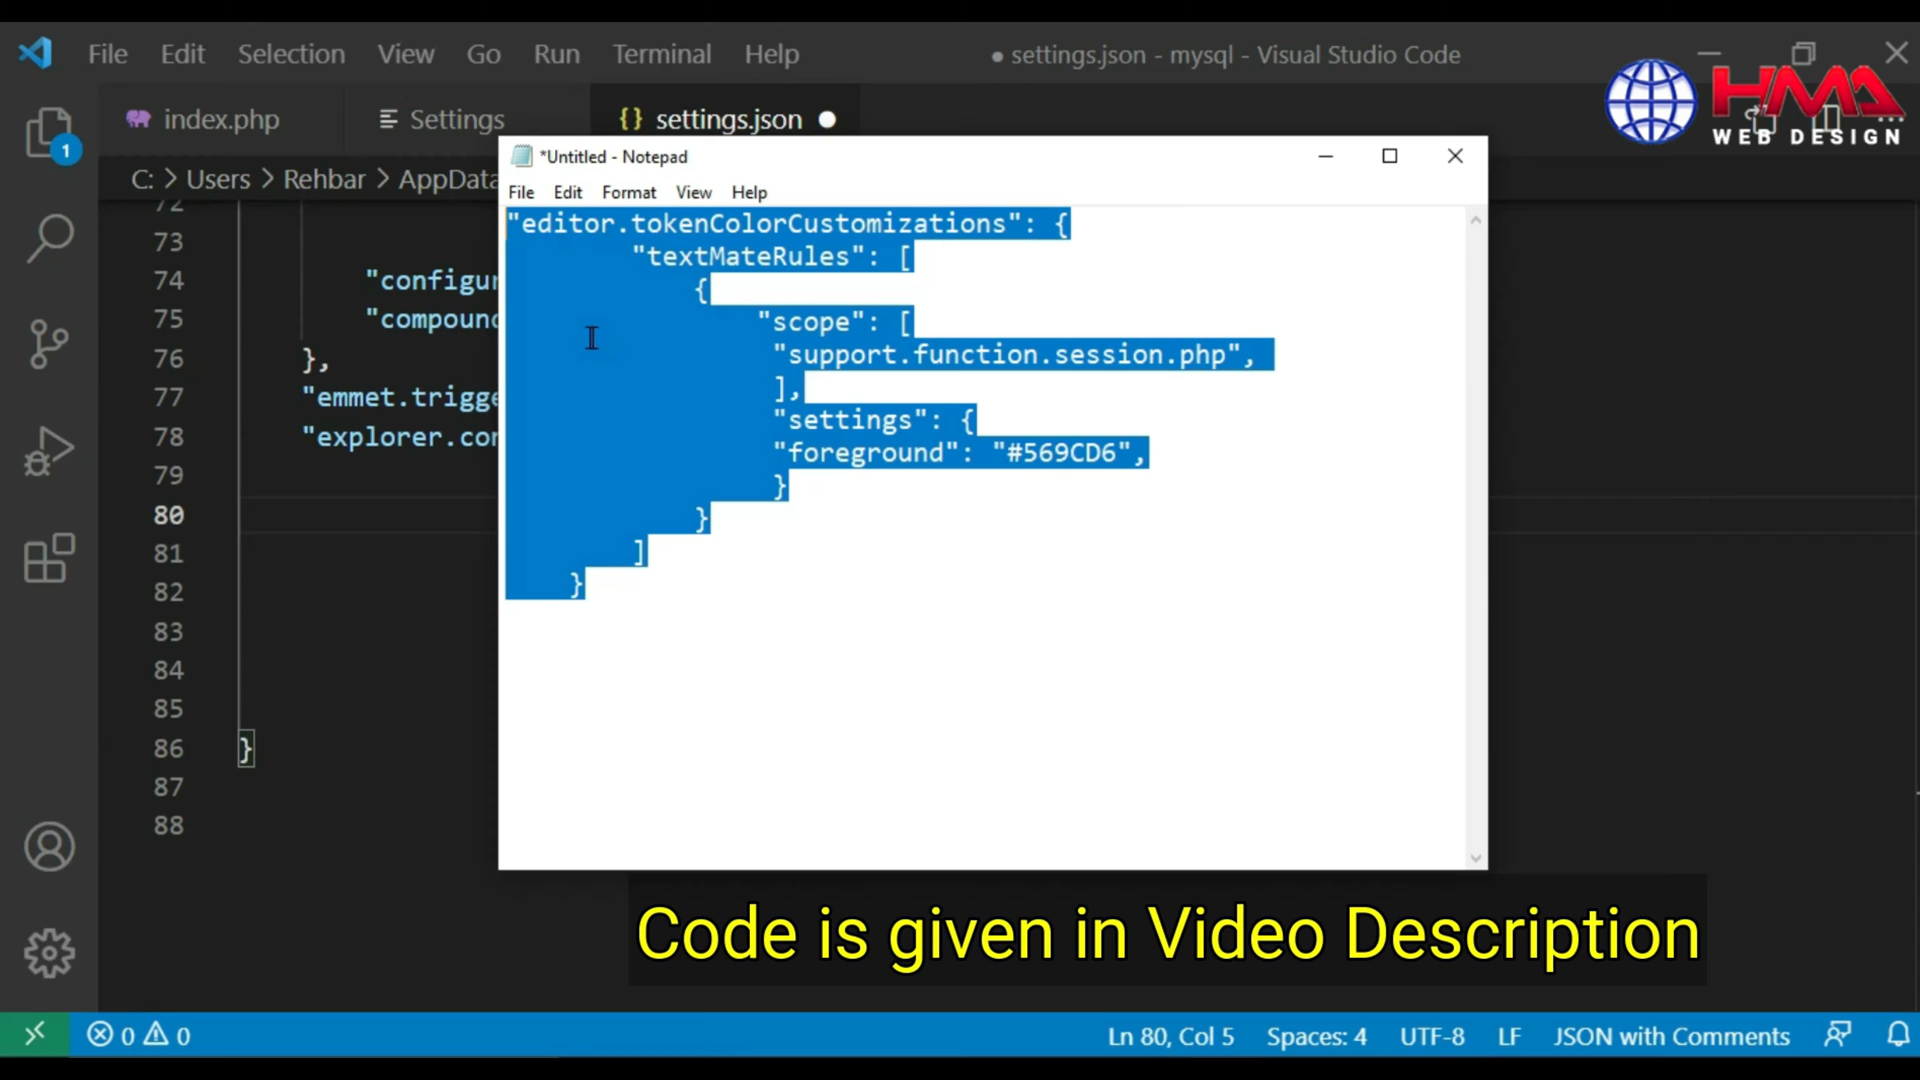 File Edit Selection View Go Run Terminal Help
● settings.json - mysql - Visual Studio Code
HMA
WEB DESIGN
index.php
Settings
{} settings.json ●
1
C: > Users > Rehbar > AppData
*Untitled - Notepad
File Edit Format View Help
"editor.tokenColorCustomizations": {
"textMateRules": [
{
"scope": [
"support.function.session.php",
],
"settings": {
"foreground": "#569CD6",
}
}
]
}
72
73
74 "configur
75 "compound
76 },
77 "emmet.trigge
78 "explorer.con
79
80
81
82
83
84
85
86 }
87
88
Code is given in Video Description
0 0
Ln 80, Col 5 Spaces: 4 UTF-8 LF JSON with Comments